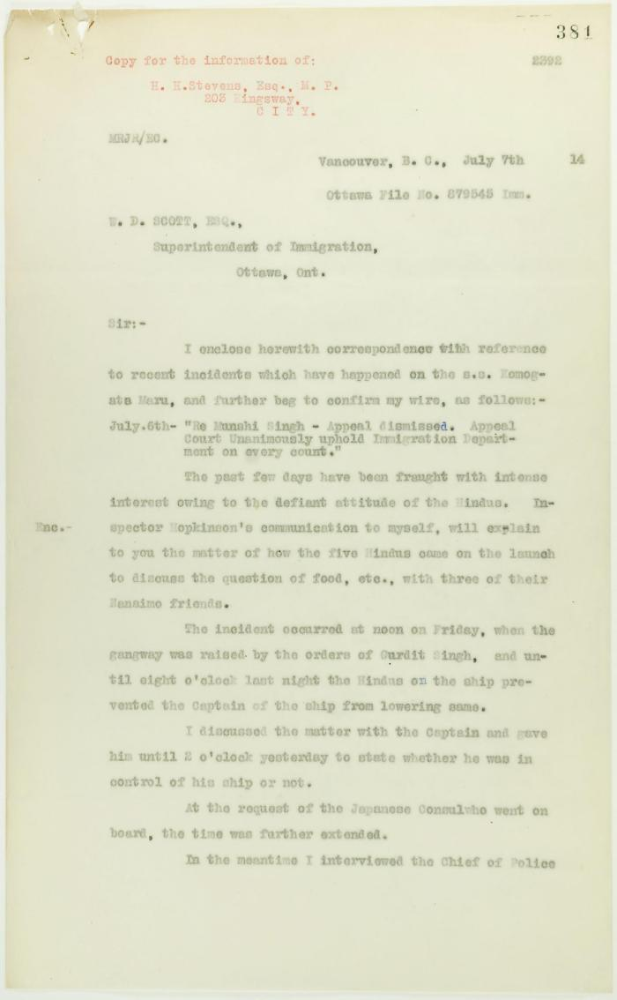 381
Copy for the information of:
2392
H. H.Stevens, Esq., M. P.
203 Kingsway,
C I T Y.
MRJR/EC.
Vancouver, B. C., July 7th 14
Ottawa File No. 879545 Imm.
W. D. SCOTT, ESQ.,
Superintendent of Immigration,
Ottawa, Ont.
Sir:-
I enclose herewith correspondence with reference
to recent incidents which have happened on the s.s. Komog-
ata Maru, and further beg to confirm my wire, as follows:-
July.6th- "Re Munshi Singh - Appeal dismissed. Appeal
Court Unanimously uphold Immigration Depart-
ment on every count."
The past few days have been fraught with intense
interest owing to the defiant attitude of the Hindus. In-
Enc.- spector Hopkinson's communication to myself, will explain
to you the matter of how the five Hindus came on the launch
to discuss the question of food, etc., with three of their
Nanaimo friends.
The incident occurred at noon on Friday, when the
gangway was raised by the orders of Gurdit Singh, and un-
til eight o'clock last night the Hindus on the ship pre-
vented the Captain of the ship from lowering same.
I discussed the matter with the Captain and gave
him until 2 o'clock yesterday to state whether he was in
control of his ship or not.
At the request of the Japanese Consulwho went on
board, the time was further extended.
In the meantime I interviewed the Chief of Police